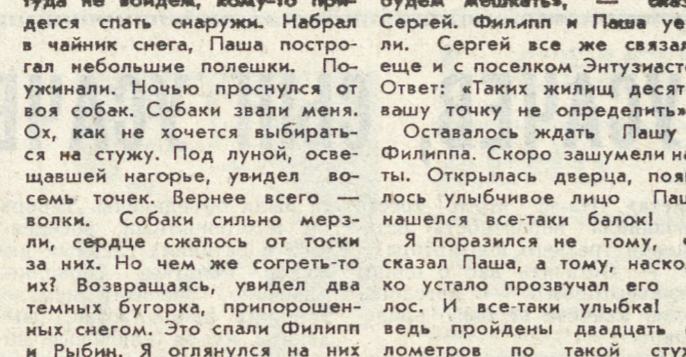 туда не войдем, кому-то при-
дется спать снаружи. Набрал
в чайник снега, Паша постро-
гал небольшие полешки. По-
ужинали. Ночью проснулся от
воя собак. Собаки звали меня.
Ох, как не хочется выбирать-
ся на стужу. Под луной, осве-
щавшей нагорье, увидел во-
семь точек. Вернее всего —
волки. Собаки сильно мерз-
ли, сердце сжалось от тоски
за них. Но чем же согреть-то
их? Возвращаясь, увидел два
темных бугорка, припорошен-
ных снегом. Это спали Филипп
и Рыбин. Я оглянулся на них
будем мешкать», —
Сергей. Филипп и Паша уе
ли. Сергей все же связал
еще и с поселком Энтузиаст
Ответ: «Таких жилищ десят
вашу точку не определить»
Оставалось ждать Пашу
Филиппа. Скоро зашумели на
ты. Открылась дверца, поя
лось улыбчивое лицо Паш
нашелся все-таки балок!
Я поразился не тому,
сказал Паша, а тому, наско
ко устало прозвучал его
лос. И все-таки улыбка!
ведь пройдены двадцать
лометров по такой сту